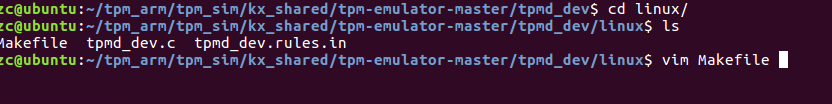 zc@ubuntu:~/tpm_arm/tpm_sim/kx_shared/tpm-emulator-master/tpmd_dev$ cd linux/
zc@ubuntu:~/tpm_arm/tpm_sim/kx_shared/tpm-emulator-master/tpmd_dev/linux$ ls
Makefile  tpmd_dev.c  tpmd_dev.rules.in
zc@ubuntu:~/tpm_arm/tpm_sim/kx_shared/tpm-emulator-master/tpmd_dev/linux$ vim Makefile